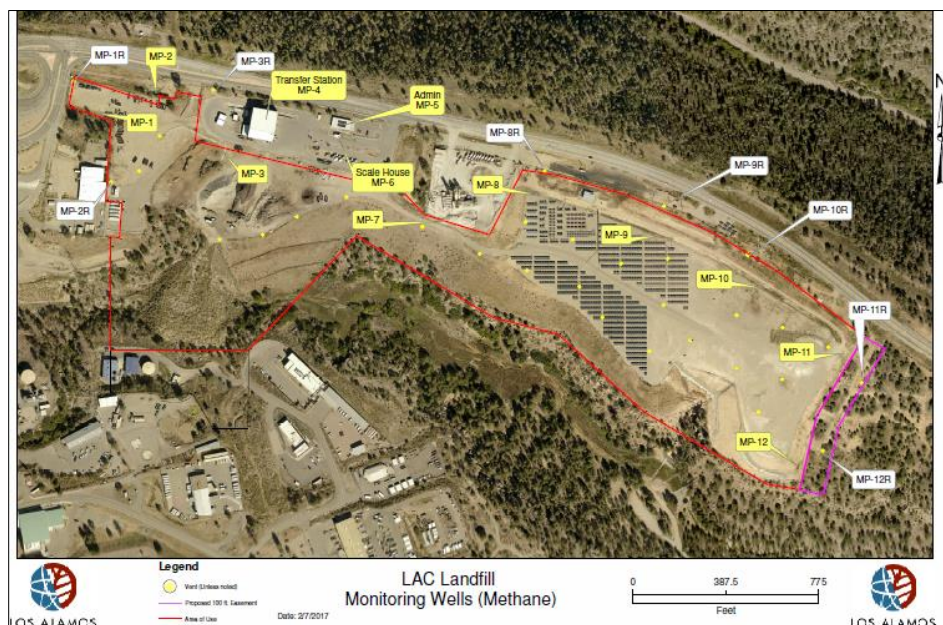 MP-1R
MP-2
MP-3R
Transfer Station
MP-4
Admin
MP-5
MP-1
MP-8R
MP-3
Scale House
MP-6
MP-8
MP-9R
MP-2R
MP-7
MP-9
MP-10R
MP-10
MP-11R
MP-11
MP-12
MP-12R
N
Legend
Vent (Unless noted)
Proposed 100 ft. Easement
Area of Use
Date: 2/7/2017
LAC Landfill
Monitoring Wells (Methane)
0 387.5 775
Feet
LOS ALAMOS
LOS ALAMOS